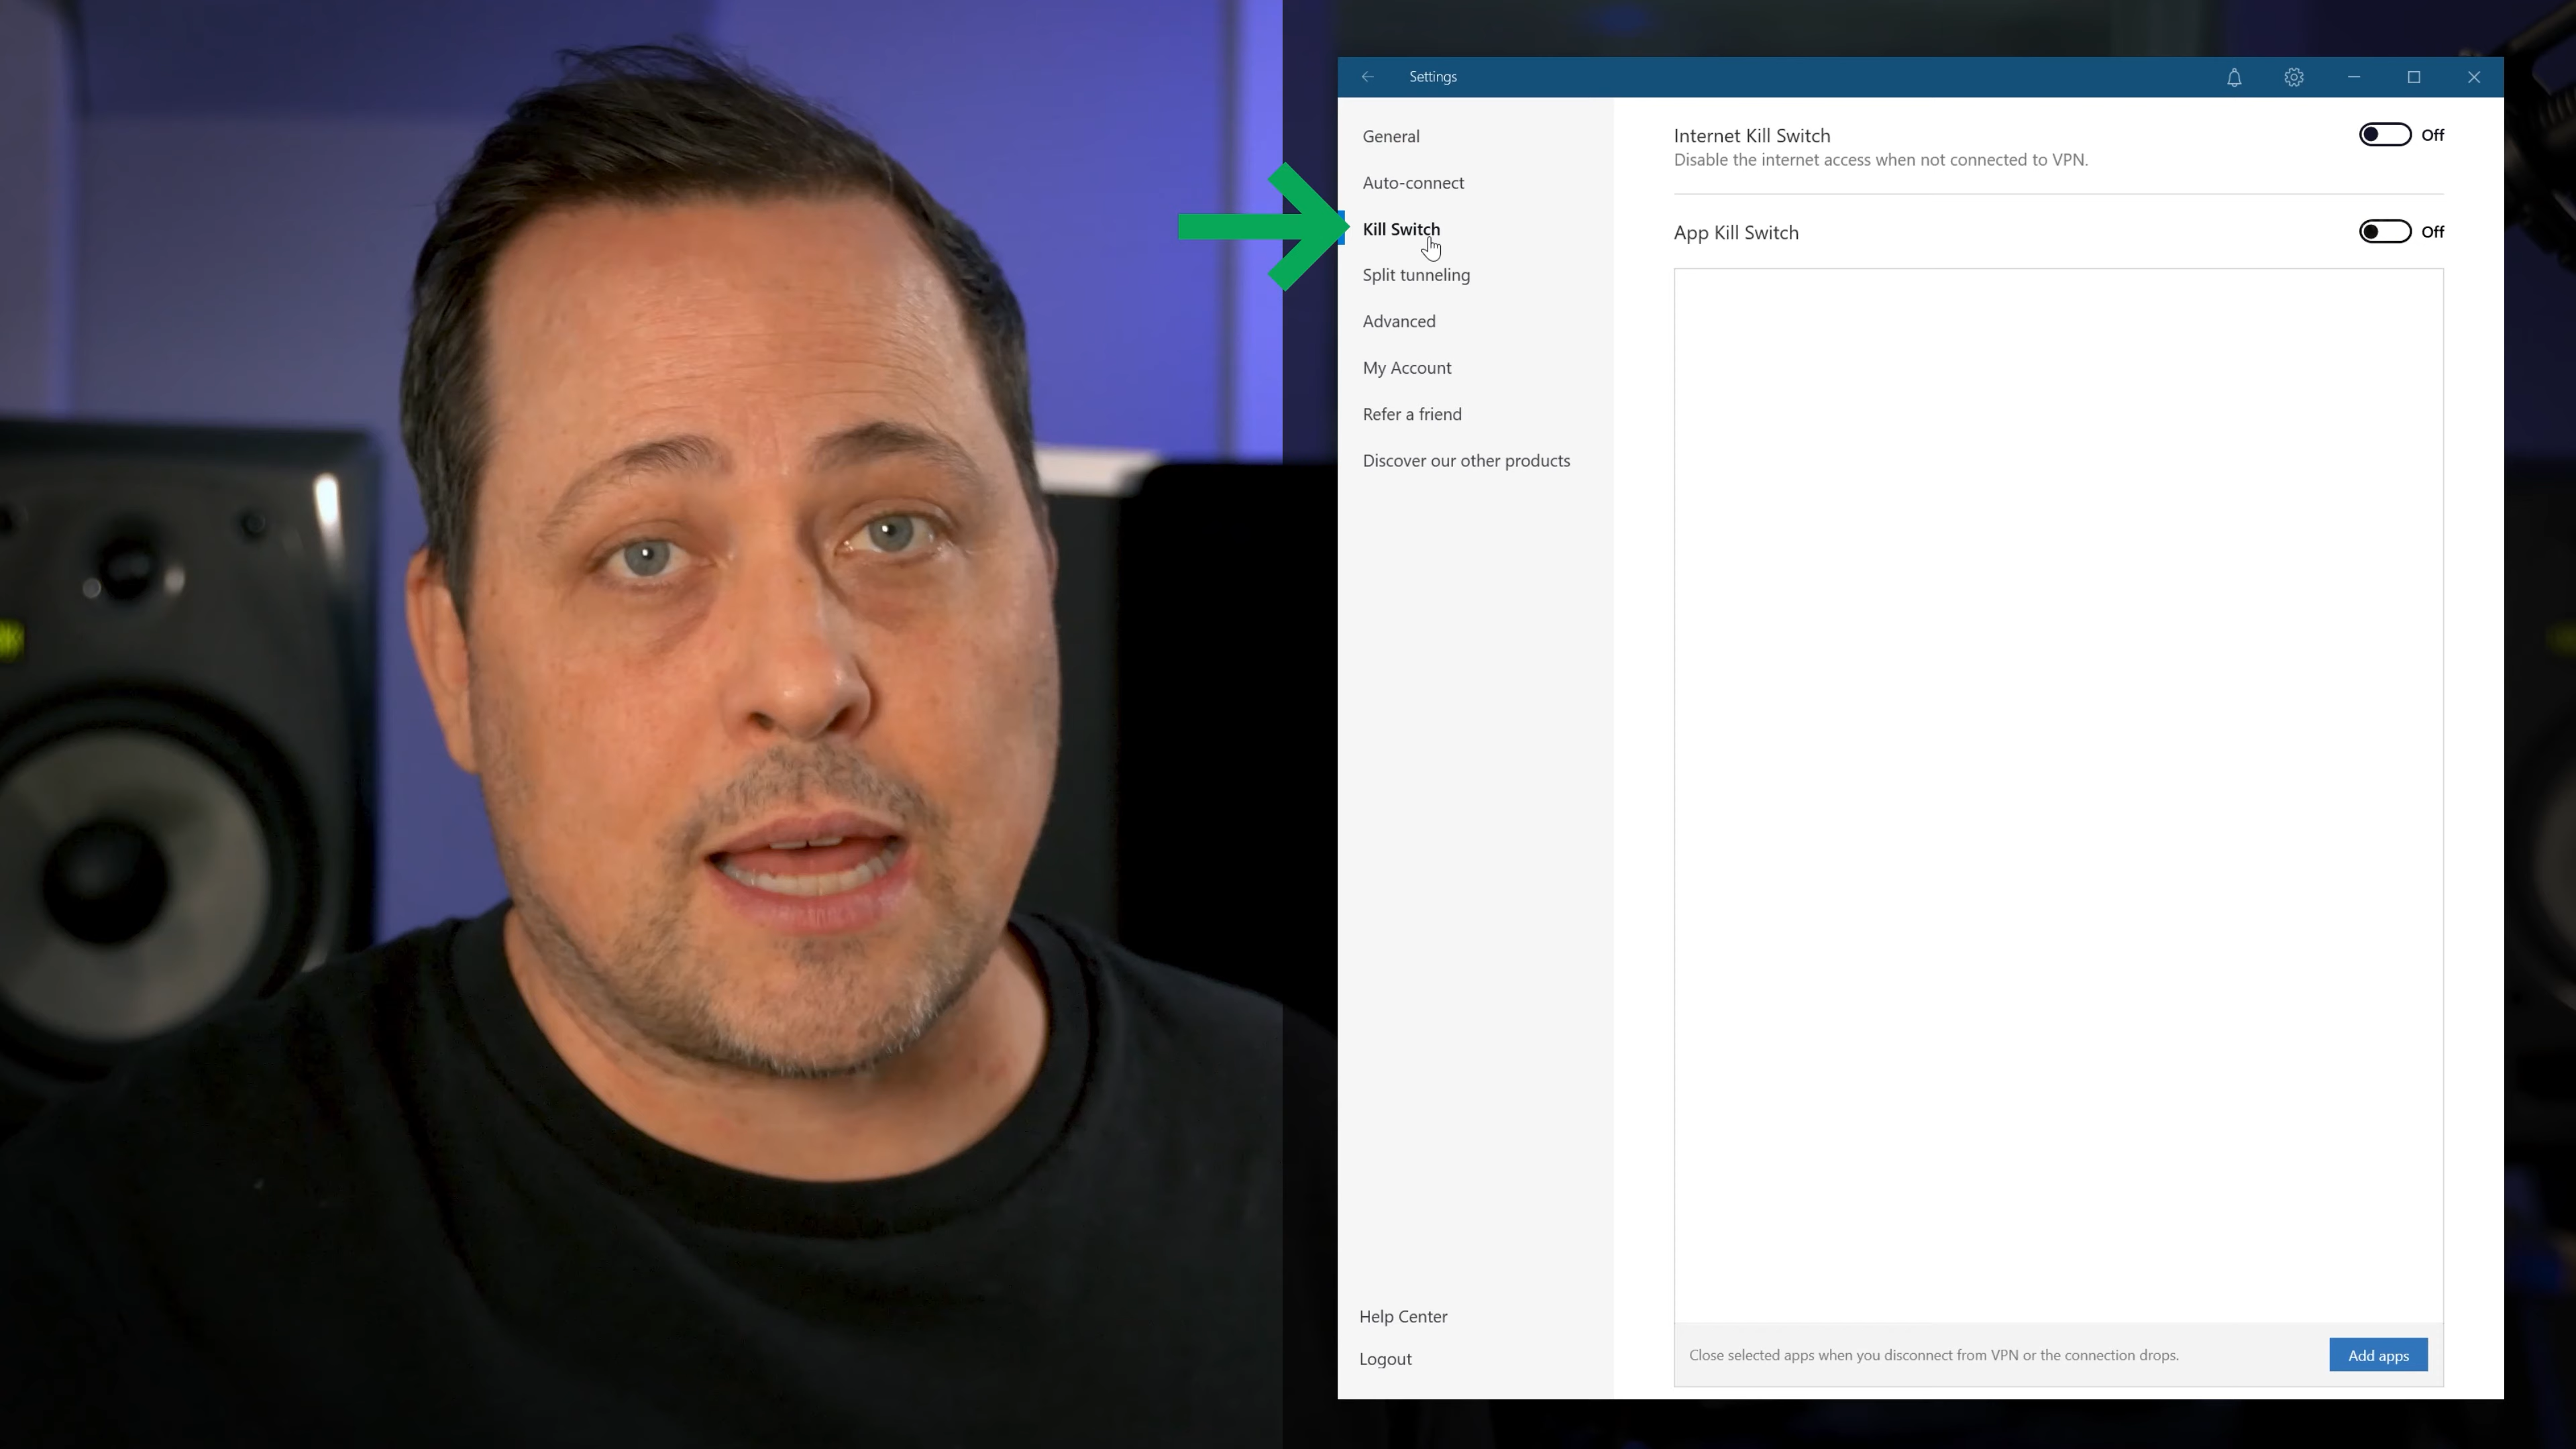 Settings
General
Auto-connect
Kill Switch
Split tunneling
Advanced
My Account
Refer a friend
Discover our other products
Help Center
Logout
Internet Kill Switch
Off
Disable the internet access when not connected to VPN.
App Kill Switch
Off
Close selected apps when you disconnect from VPN or the connection drops.
Add apps